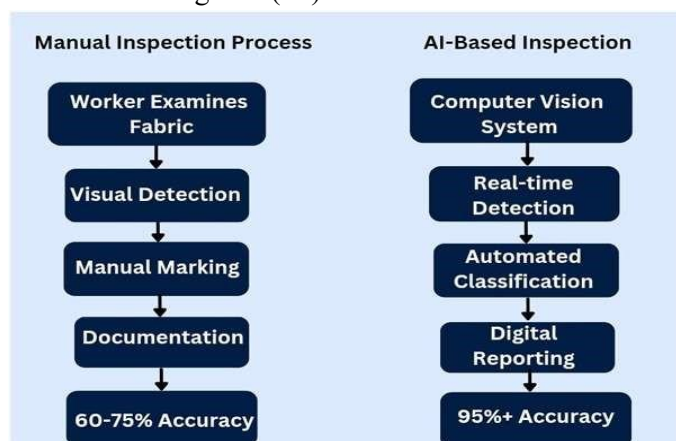 Manual Inspection Process
Worker Examines
Fabric
Visual Detection
Manual Marking
Documentation
60-75% Accuracy
AI-Based Inspection
Computer Vision
System
Real-time
Detection
Automated
Classification
Digital
Reporting
95%+ Accuracy